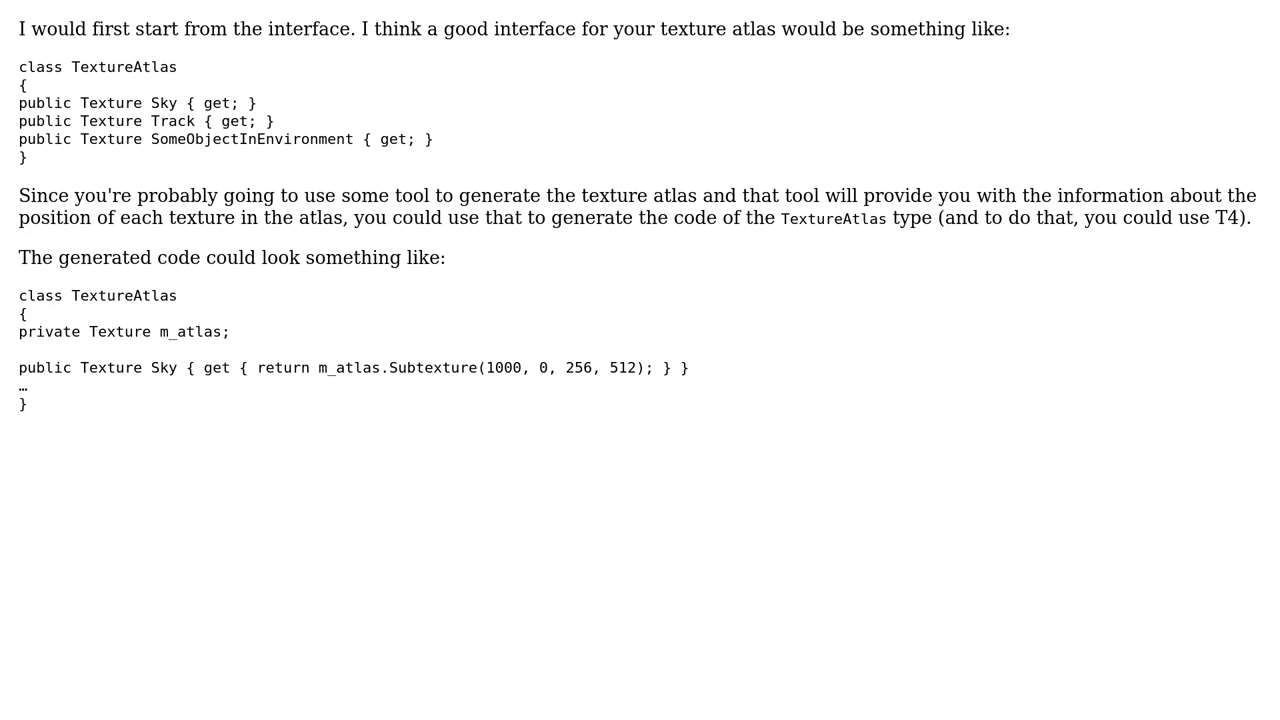 I would first start from the interface. I think a good interface for your texture atlas would be something like:
class TextureAtlas
{
public Texture Sky { get; }
public Texture Track { get; }
public Texture SomeObjectInEnvironment { get; }
}
Since you're probably going to use some tool to generate the texture atlas and that tool will provide you with the information about the
position of each texture in the atlas, you could use that to generate the code of the TextureAtlas type (and to do that, you could use T4).
The generated code could look something like:
class TextureAtlas
{
private Texture m_atlas;
public Texture Sky { get { return m_atlas.Subtexture(1000, 0, 256, 512); } }
…
}